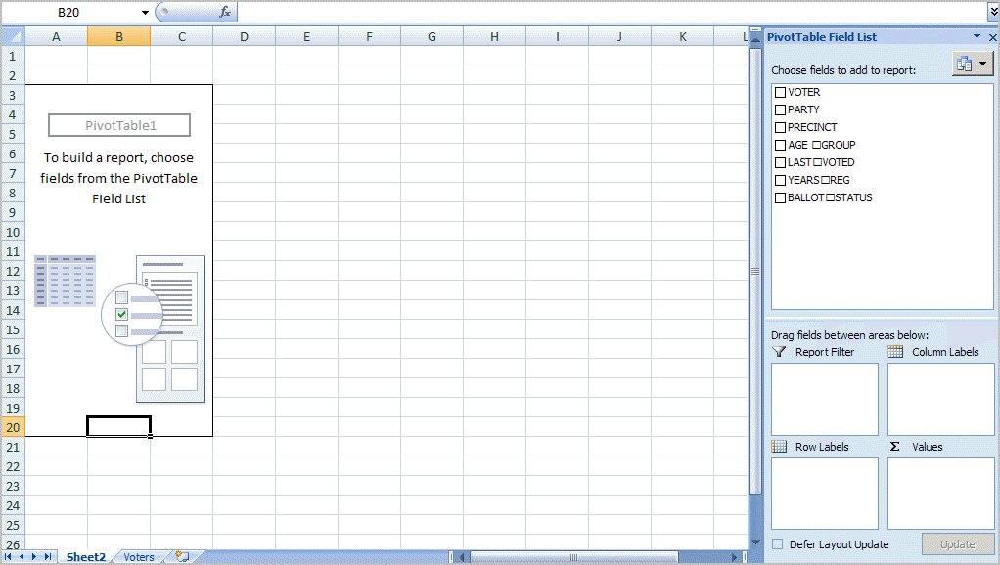 B20
fx
PivotTable Field List
A B C D E F G H I J K L
Choose fields to add to report:
VOTER
PARTY
PRECINCT
AGE □GROUP
LAST□VOTED
YEARS□REG
BALLOT□STATUS
1
2
3
4
5
6
7
8
9
10
11
12
13
14
15
16
17
18
19
20
21
22
23
24
25
26
PivotTable1
To build a report, choose
fields from the PivotTable
Field List
Drag fields between areas below:
Report Filter
Column Labels
Row Labels
Σ Values
Defer Layout Update
Update
Sheet2
Voters